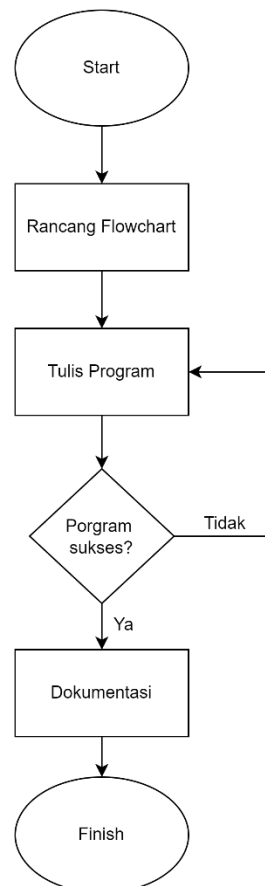 Start
Rancang Flowchart
Tulis Program
Porgram
sukses?
Tidak
Ya
Dokumentasi
Finish